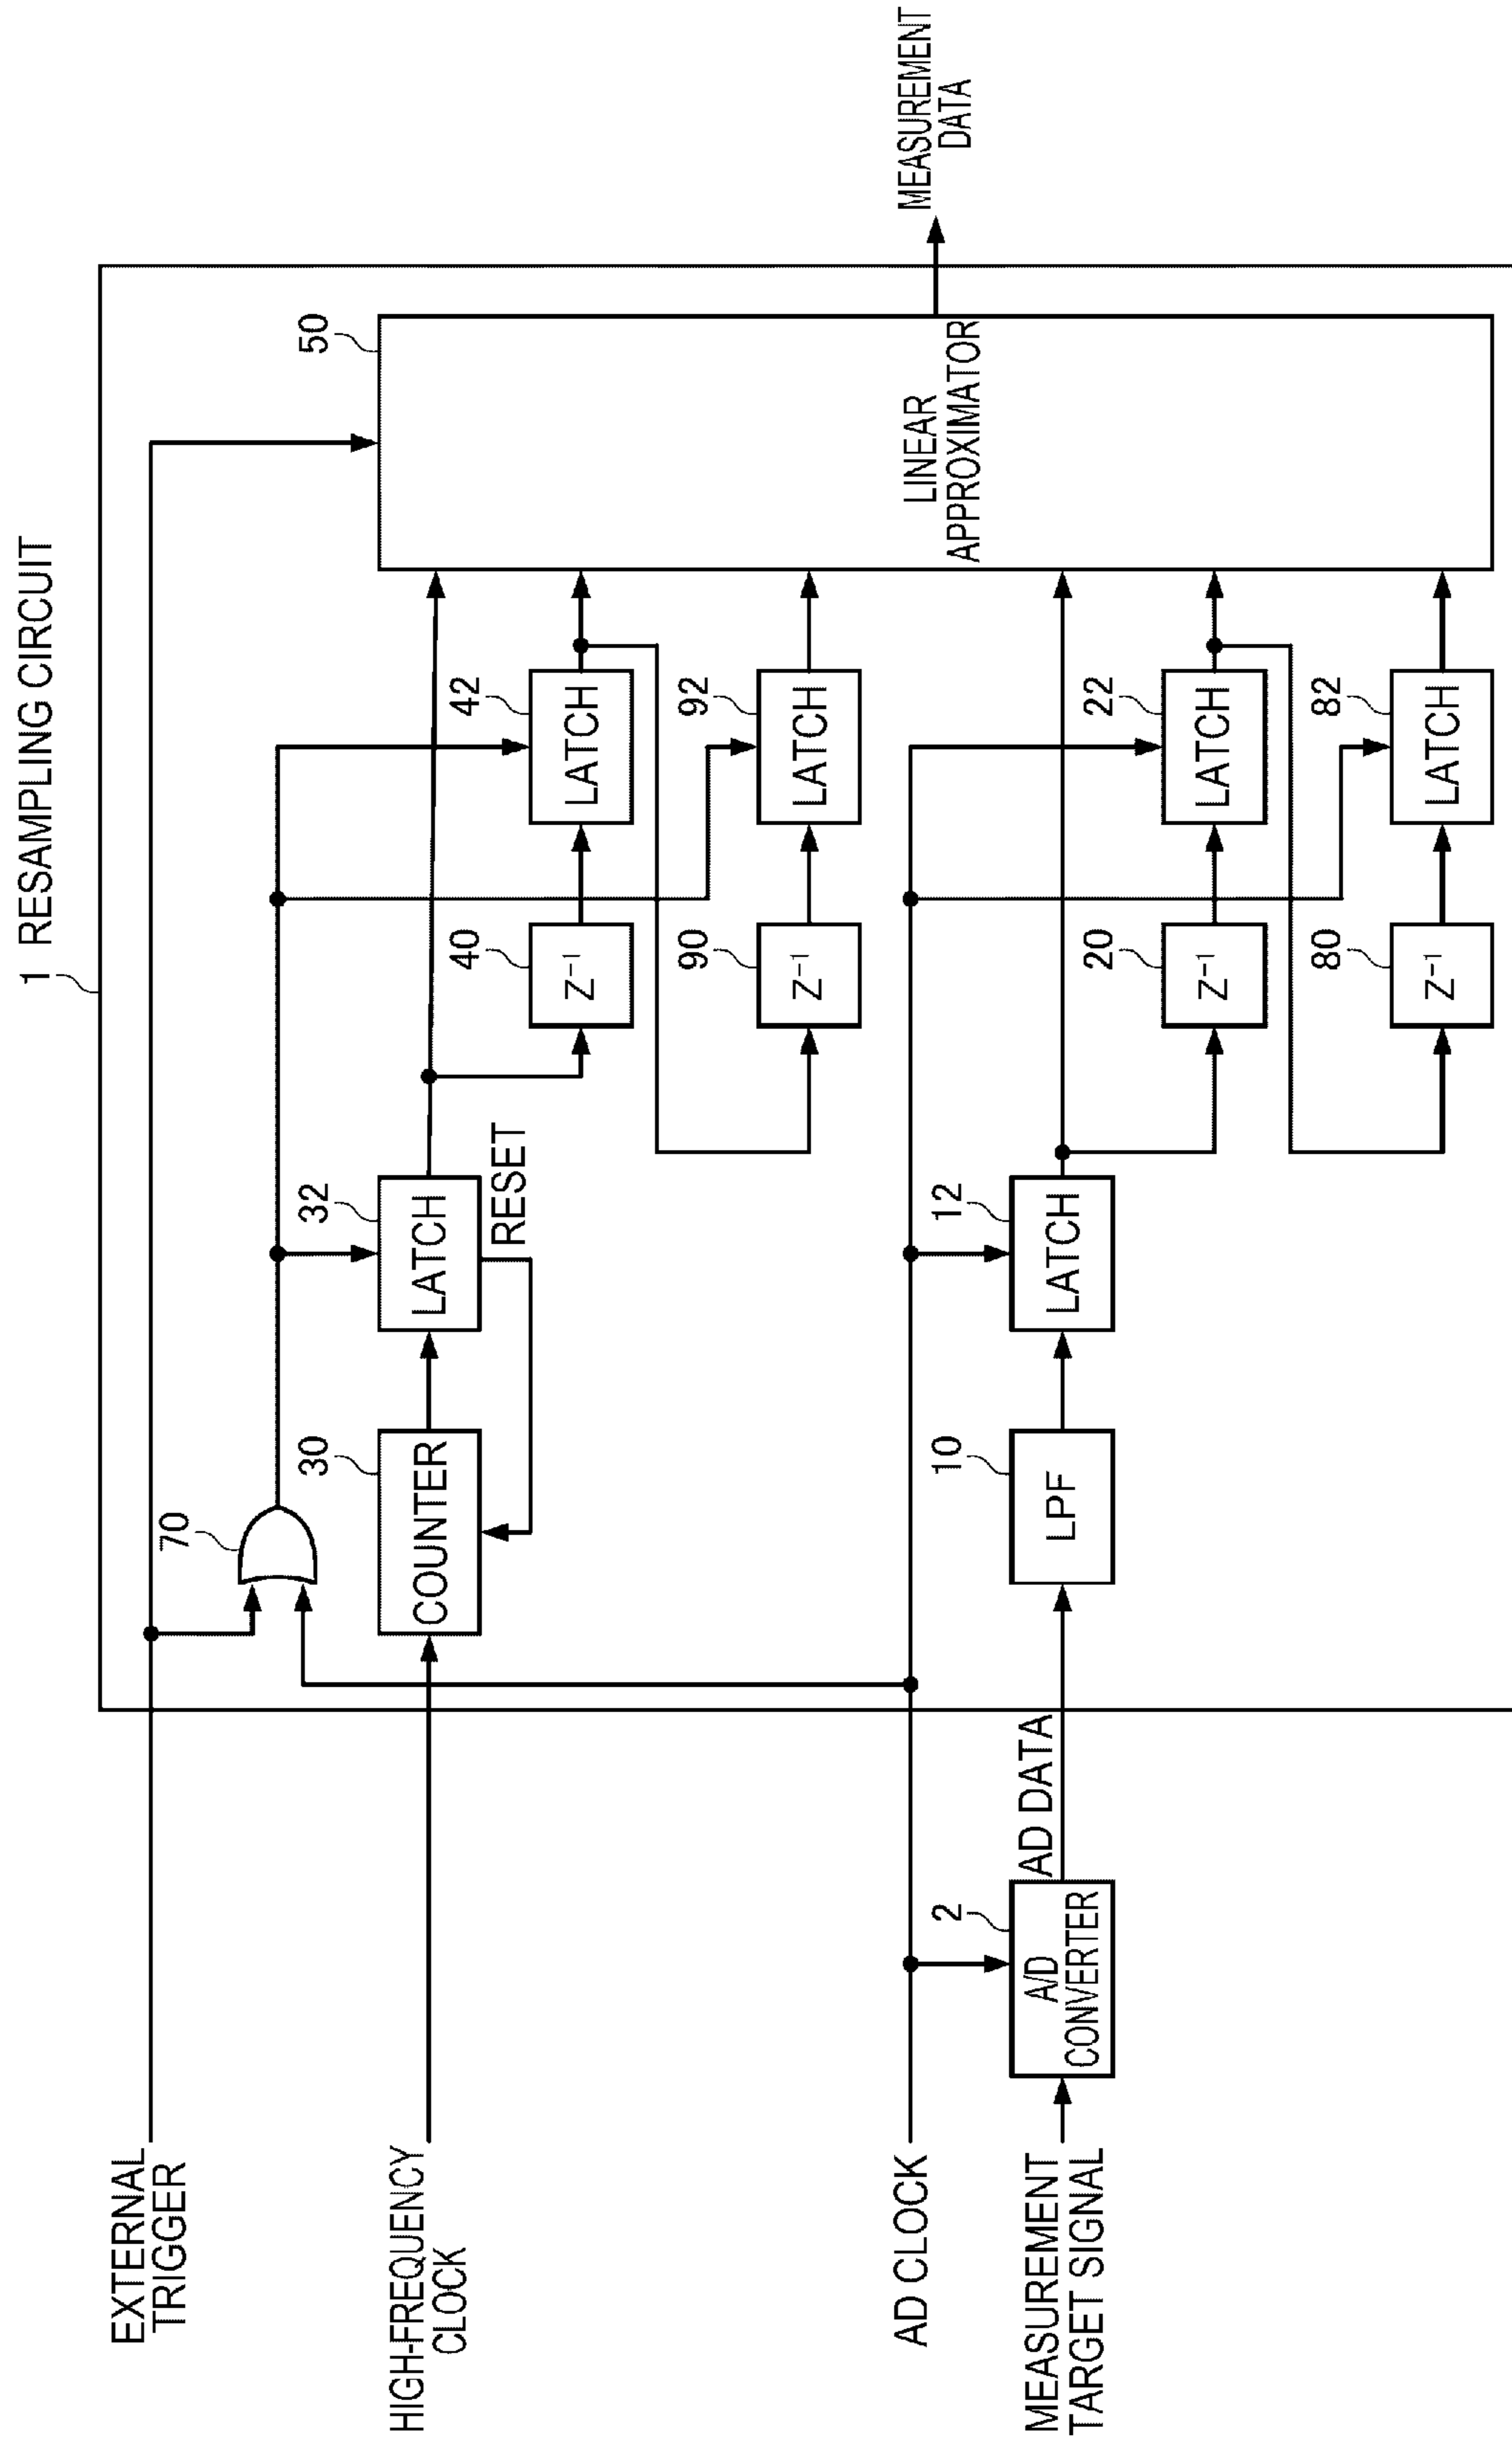 1 RESAMPLING CIRCUIT
EXTERNAL
TRIGGER
70
50
HIGH-FREQUENCY
CLOCK
30
COUNTER
32
LATCH
RESET
40
Z⁻¹
42
LATCH
90
Z⁻¹
92
LATCH
LINEAR
APPROXIMATOR
MEASUREMENT
DATA
AD CLOCK
MEASUREMENT
TARGET SIGNAL
2
A/D
CONVERTER
AD DATA
10
LPF
12
LATCH
20
Z⁻¹
22
LATCH
80
Z⁻¹
82
LATCH